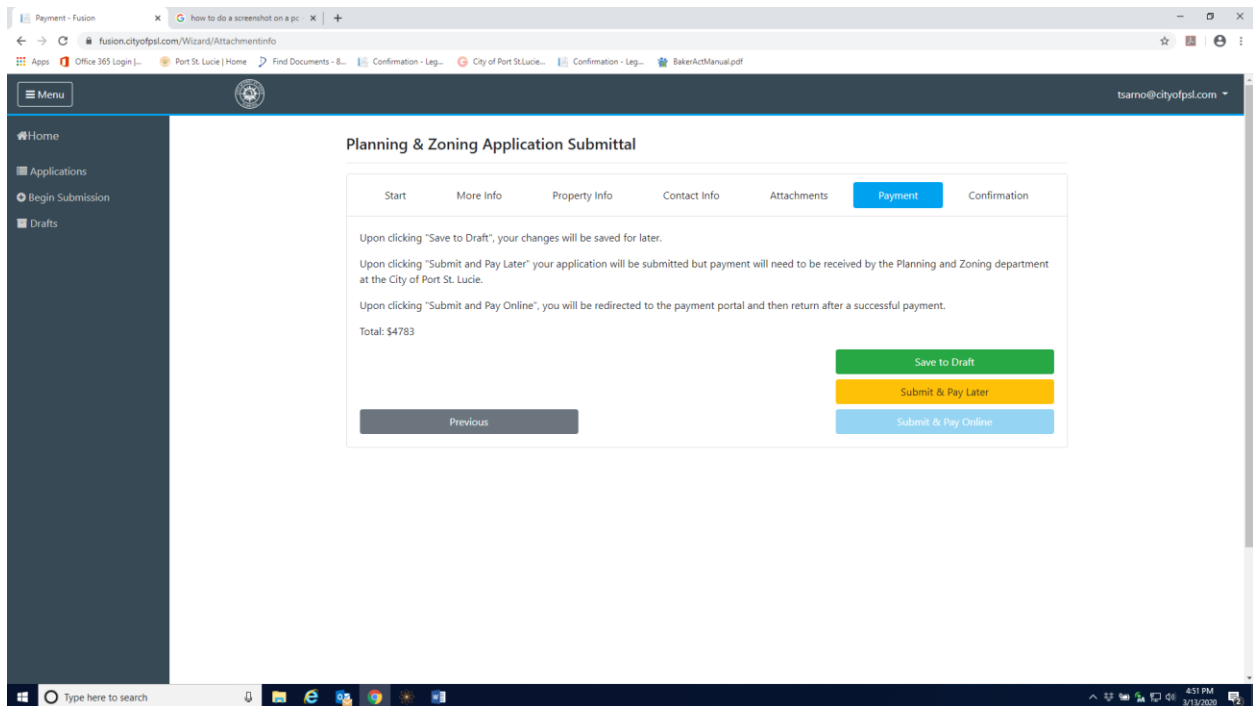 Payment - Fusion
how to do a screenshot on a pc
fusion.cityofpsl.com/Wizard/Attachmentinfo
Apps
Office 365 Login |...
Port St. Lucie | Home
Find Documents - 8...
Confirmation - Leg...
City of Port St.Lucie...
Confirmation - Leg...
BakerActManual.pdf
Menu
tsarno@cityofpsl.com
Home
Applications
Begin Submission
Drafts
Planning & Zoning Application Submittal
Start More Info Property Info Contact Info Attachments Payment Confirmation
Upon clicking "Save to Draft", your changes will be saved for later.
Upon clicking "Submit and Pay Later" your application will be submitted but payment will need to be received by the Planning and Zoning department
at the City of Port St. Lucie.
Upon clicking "Submit and Pay Online", you will be redirected to the payment portal and then return after a successful payment.
Total: $4783
Save to Draft
Submit & Pay Later
Previous
Submit & Pay Online
Type here to search
4:51 PM
3/13/2020